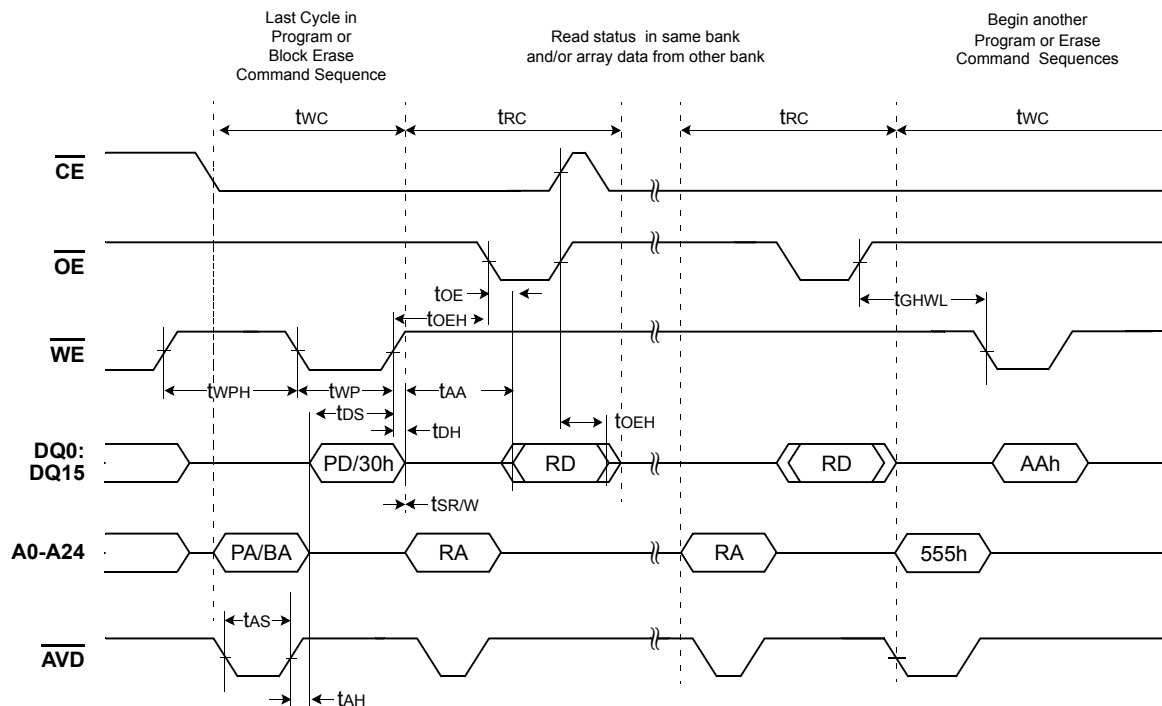 Last Cycle in
Program or
Block Erase
Command Sequence
Read status in same bank
and/or array data from other bank
Begin another
Program or Erase
Command Sequences
tWC
tRC
tRC
tWC
CE
OE
tOE
tOEH
tGHWL
WE
tWPH
tWP
tAA
tDS
tDH
tOEH
DQ0:
DQ15
PD/30h
RD
RD
AAh
tSR/W
A0-A24
PA/BA
RA
RA
555h
tAS
AVD
tAH